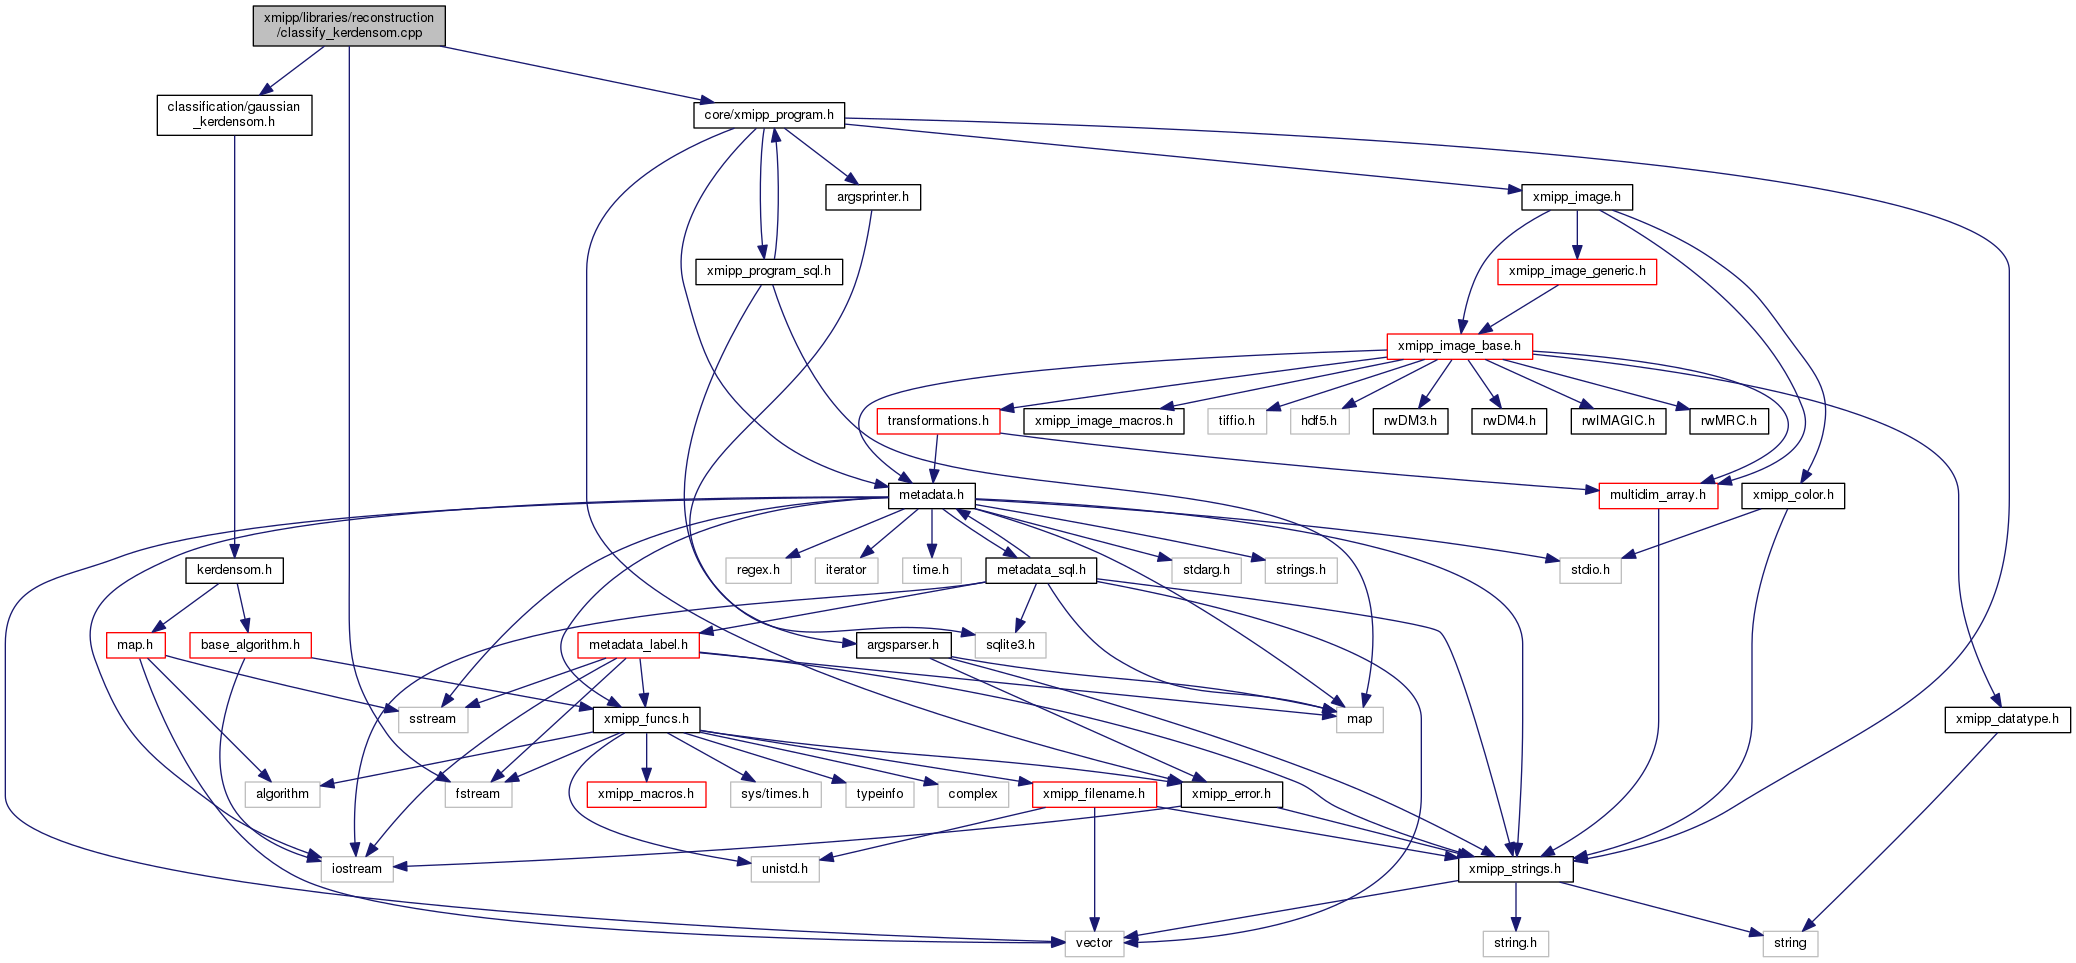 xmipp/libraries/reconstruction
/classify_kerdensom.cpp
classification/gaussian
_kerdensom.h
core/xmipp_program.h
argsprinter.h
xmipp_image.h
xmipp_program_sql.h
xmipp_image_generic.h
xmipp_image_base.h
transformations.h
xmipp_image_macros.h
tiffio.h
hdf5.h
rwDM3.h
rwDM4.h
rwIMAGIC.h
rwMRC.h
metadata.h
multidim_array.h
xmipp_color.h
kerdensom.h
regex.h
iterator
time.h
metadata_sql.h
stdarg.h
strings.h
stdio.h
map.h
base_algorithm.h
metadata_label.h
argsparser.h
sqlite3.h
sstream
xmipp_funcs.h
map
xmipp_datatype.h
algorithm
fstream
xmipp_macros.h
sys/times.h
typeinfo
complex
xmipp_filename.h
xmipp_error.h
iostream
unistd.h
xmipp_strings.h
vector
string.h
string